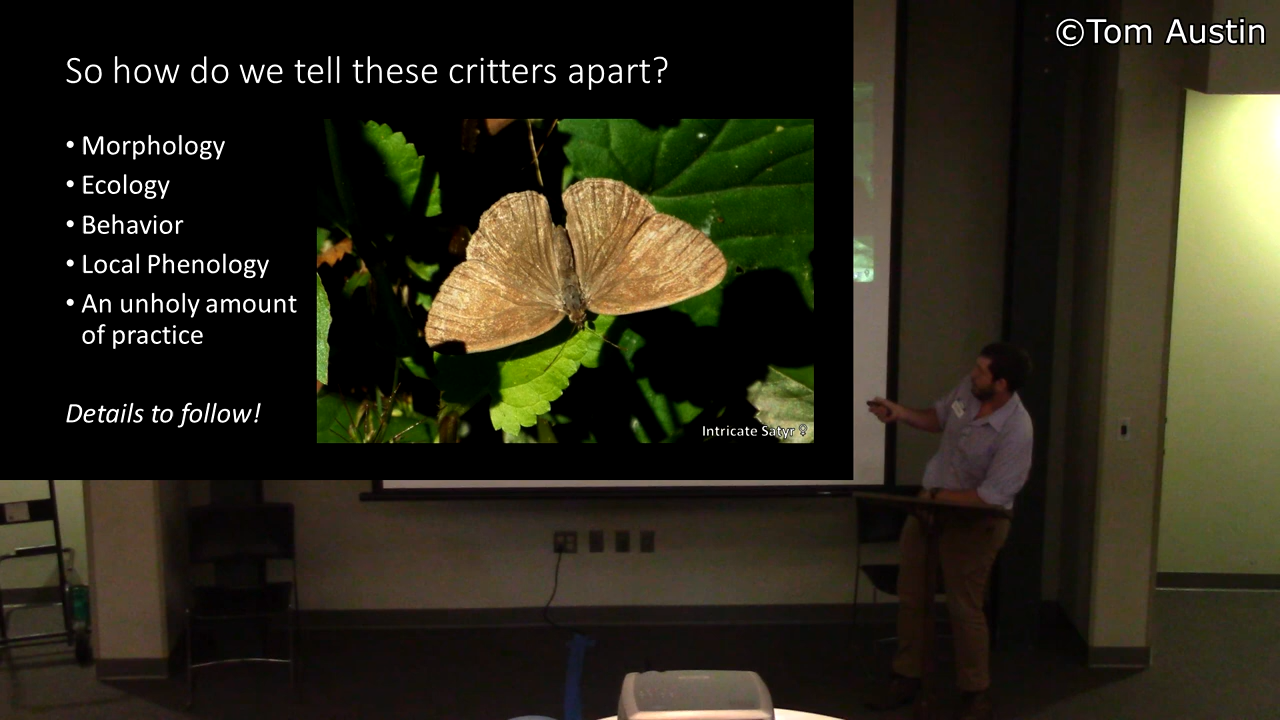 ©Tom Austin
So how do we tell these critters apart?
• Morphology
• Ecology
• Behavior
• Local Phenology
• An unholy amount
of practice
Details to follow!
Intricate Satyr ♀